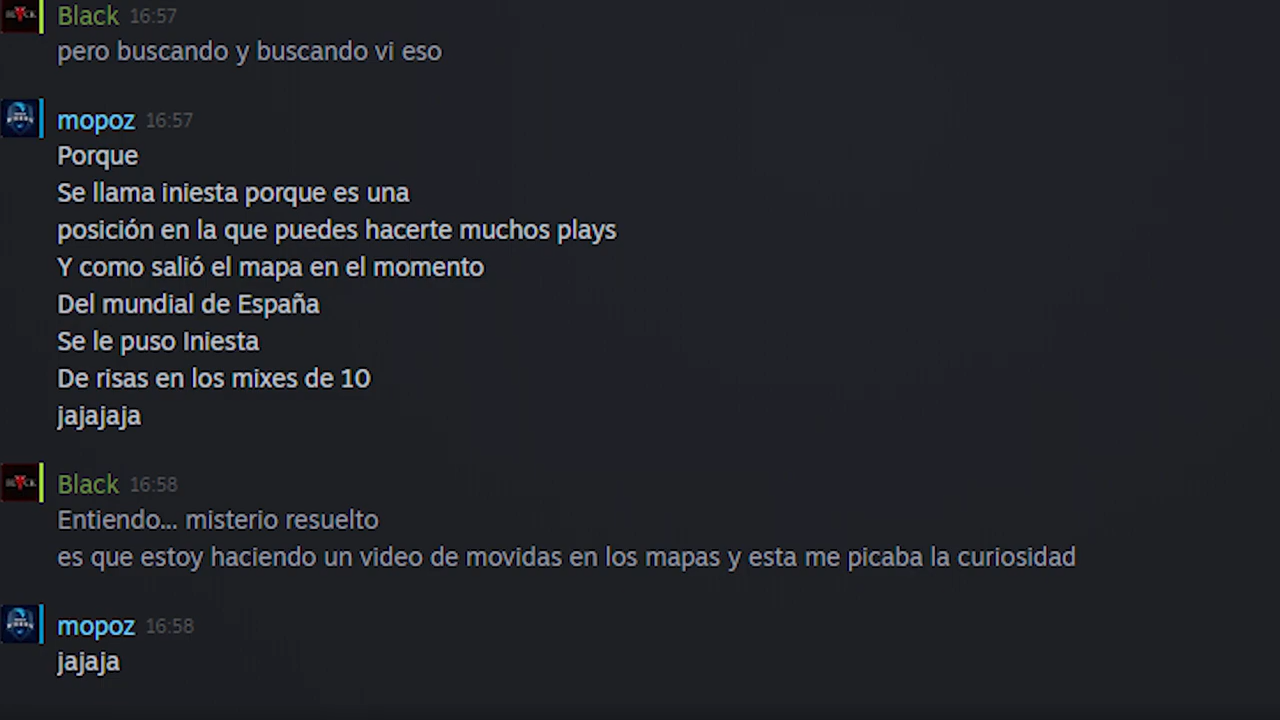 Black 16:57
pero buscando y buscando vi eso
mopoz 16:57
Porque
Se llama iniesta porque es una
posición en la que puedes hacerte muchos plays
Y como salió el mapa en el momento
Del mundial de España
Se le puso Iniesta
De risas en los mixes de 10
jajajaja
Black 16:58
Entiendo... misterio resuelto
es que estoy haciendo un video de movidas en los mapas y esta me picaba la curiosidad
mopoz 16:58
jajaja